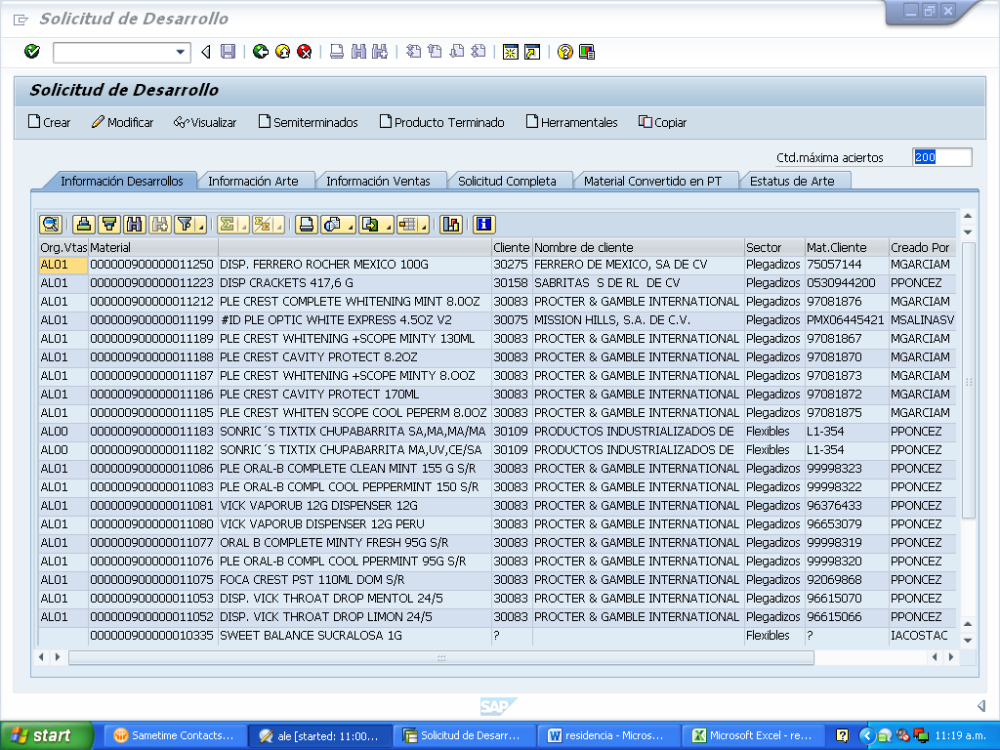 Solicitud de Desarrollo
Solicitud de Desarrollo
Crear Modificar Visualizar Semiterminados Producto Terminado Herramentales Copiar
Ctd.máxima aciertos 200
Información Desarrollos Información Arte Información Ventas Solicitud Completa Material Convertido en PT Estatus de Arte
Org.Vtas Material Cliente Nombre de cliente Sector Mat.Cliente Creado Por
AL01 000000900000011250 DISP. FERRERO ROCHER MEXICO 100G 30275 FERRERO DE MEXICO, SA DE CV Plegadizos 75057144 MGARCIAM
AL01 000000900000011223 DISP CRACKETS 417,6 G 30158 SABRITAS S DE RL DE CV Plegadizos 0530944200 PPONCEZ
AL01 000000900000011212 PLE CREST COMPLETE WHITENING MINT 8.0OZ 30083 PROCTER & GAMBLE INTERNATIONAL Plegadizos 97081876 MGARCIAM
AL01 000000900000011199 #ID PLE OPTIC WHITE EXPRESS 4.5OZ V2 30075 MISSION HILLS, S.A. DE C.V. Plegadizos PMX06445421 MSALINASV
AL01 000000900000011189 PLE CREST WHITENING +SCOPE MINTY 130ML 30083 PROCTER & GAMBLE INTERNATIONAL Plegadizos 97081867 MGARCIAM
AL01 000000900000011188 PLE CREST CAVITY PROTECT 8.2OZ 30083 PROCTER & GAMBLE INTERNATIONAL Plegadizos 97081870 MGARCIAM
AL01 000000900000011187 PLE CREST WHITENING +SCOPE MINTY 8.0OZ 30083 PROCTER & GAMBLE INTERNATIONAL Plegadizos 97081873 MGARCIAM
AL01 000000900000011186 PLE CREST CAVITY PROTECT 170ML 30083 PROCTER & GAMBLE INTERNATIONAL Plegadizos 97081872 MGARCIAM
AL01 000000900000011185 PLE CREST WHITEN SCOPE COOL PEPERM 8.0OZ 30083 PROCTER & GAMBLE INTERNATIONAL Plegadizos 97081875 MGARCIAM
AL00 000000900000011183 SONRIC´S TIXTIX CHUPABARRITA SA,MA,MA/MA 30109 PRODUCTOS INDUSTRIALIZADOS DE Flexibles L1-354 PPONCEZ
AL00 000000900000011182 SONRIC´S TIXTIX CHUPABARRITA MA,UV,CE/SA 30109 PRODUCTOS INDUSTRIALIZADOS DE Flexibles L1-354 PPONCEZ
AL01 000000900000011086 PLE ORAL-B COMPLETE CLEAN MINT 155 G S/R 30083 PROCTER & GAMBLE INTERNATIONAL Plegadizos 99998323 PPONCEZ
AL01 000000900000011083 PLE ORAL-B COMPL COOL PEPPERMINT 150 S/R 30083 PROCTER & GAMBLE INTERNATIONAL Plegadizos 99998322 PPONCEZ
AL01 000000900000011081 VICK VAPORUB 12G DISPENSER 12G 30083 PROCTER & GAMBLE INTERNATIONAL Plegadizos 96376433 PPONCEZ
AL01 000000900000011080 VICK VAPORUB DISPENSER 12G PERU 30083 PROCTER & GAMBLE INTERNATIONAL Plegadizos 96653079 PPONCEZ
AL01 000000900000011077 ORAL B COMPLETE MINTY FRESH 95G S/R 30083 PROCTER & GAMBLE INTERNATIONAL Plegadizos 99998319 PPONCEZ
AL01 000000900000011076 PLE ORAL-B COMPL COOL PPERMINT 95G S/R 30083 PROCTER & GAMBLE INTERNATIONAL Plegadizos 99998320 PPONCEZ
AL01 000000900000011075 FOCA CREST PST 110ML DOM S/R 30083 PROCTER & GAMBLE INTERNATIONAL Plegadizos 92069868 PPONCEZ
AL01 000000900000011053 DISP. VICK THROAT DROP MENTOL 24/5 30083 PROCTER & GAMBLE INTERNATIONAL Plegadizos 96615070 PPONCEZ
AL01 000000900000011052 DISP. VICK THROAT DROP LIMON 24/5 30083 PROCTER & GAMBLE INTERNATIONAL Plegadizos 96615066 PPONCEZ
000000900000010335 SWEET BALANCE SUCRALOSA 1G ? Flexibles ? IACOSTAC
SAP
start Sametime Contacts... ale [started: 11:00... Solicitud de Desarr... residencia - Micros... Microsoft Excel - re... 11:19 a.m.